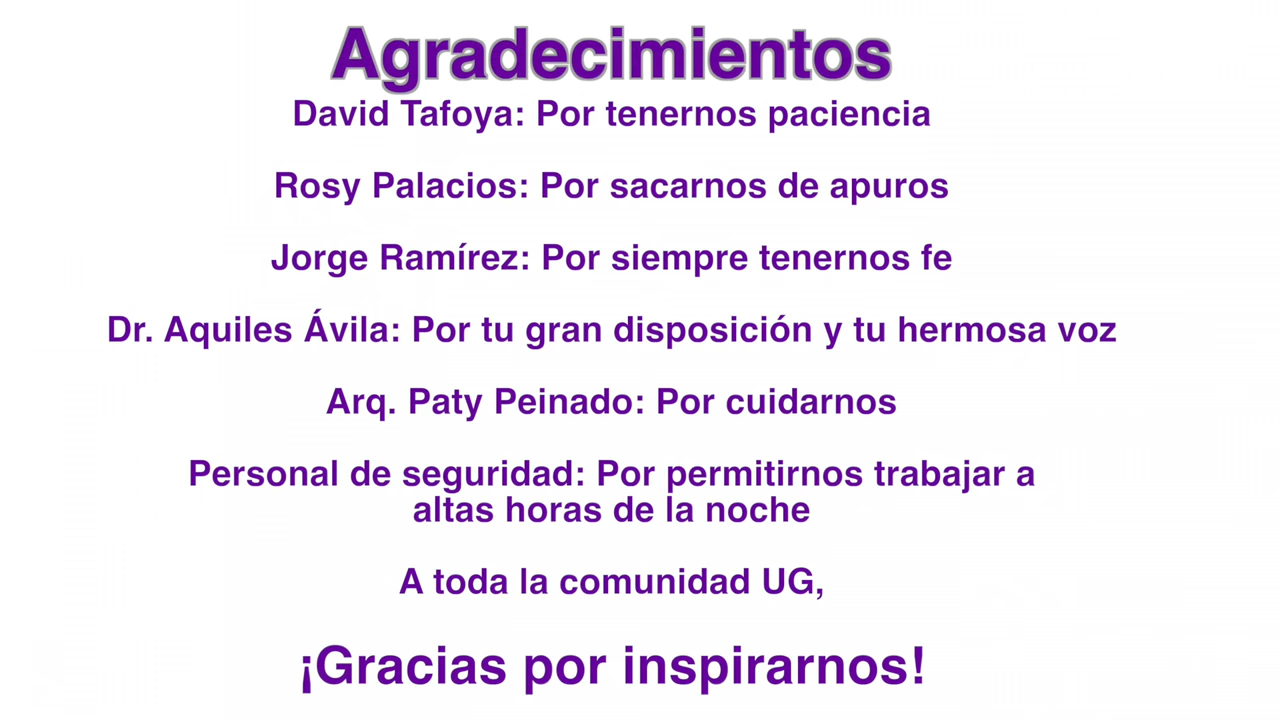 Agradecimientos
David Tafoya: Por tenernos paciencia
Rosy Palacios: Por sacarnos de apuros
Jorge Ramírez: Por siempre tenernos fe
Dr. Aquiles Ávila: Por tu gran disposición y tu hermosa voz
Arq. Paty Peinado: Por cuidarnos
Personal de seguridad: Por permitirnos trabajar a
altas horas de la noche
A toda la comunidad UG,
¡Gracias por inspirarnos!